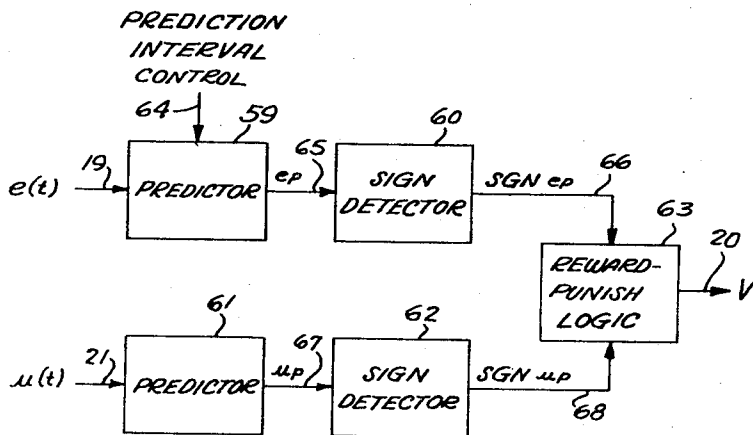 PREDICTION
INTERVAL
CONTROL
64
59
60
19
65
66
e(t)
PREDICTOR
ep
SIGN
DETECTOR
SGN ep
63
20
REWARD-
PUNISH
LOGIC
V
61
62
21
67
μ(t)
PREDICTOR
μp
SIGN
DETECTOR
SGN μp
68